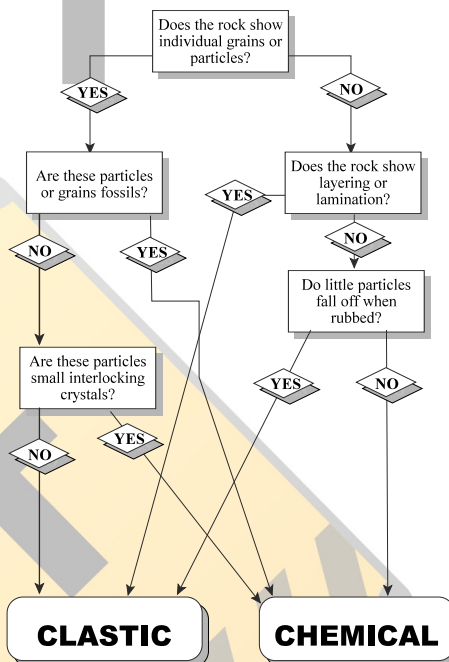 Does the rock show
individual grains or
particles?
YES
NO
Are these particles
or grains fossils?
YES
Does the rock show
layering or
lamination?
NO
YES
NO
Do little particles
fall off when
rubbed?
Are these particles
small interlocking
crystals?
YES
NO
YES
NO
CLASTIC
CHEMICAL